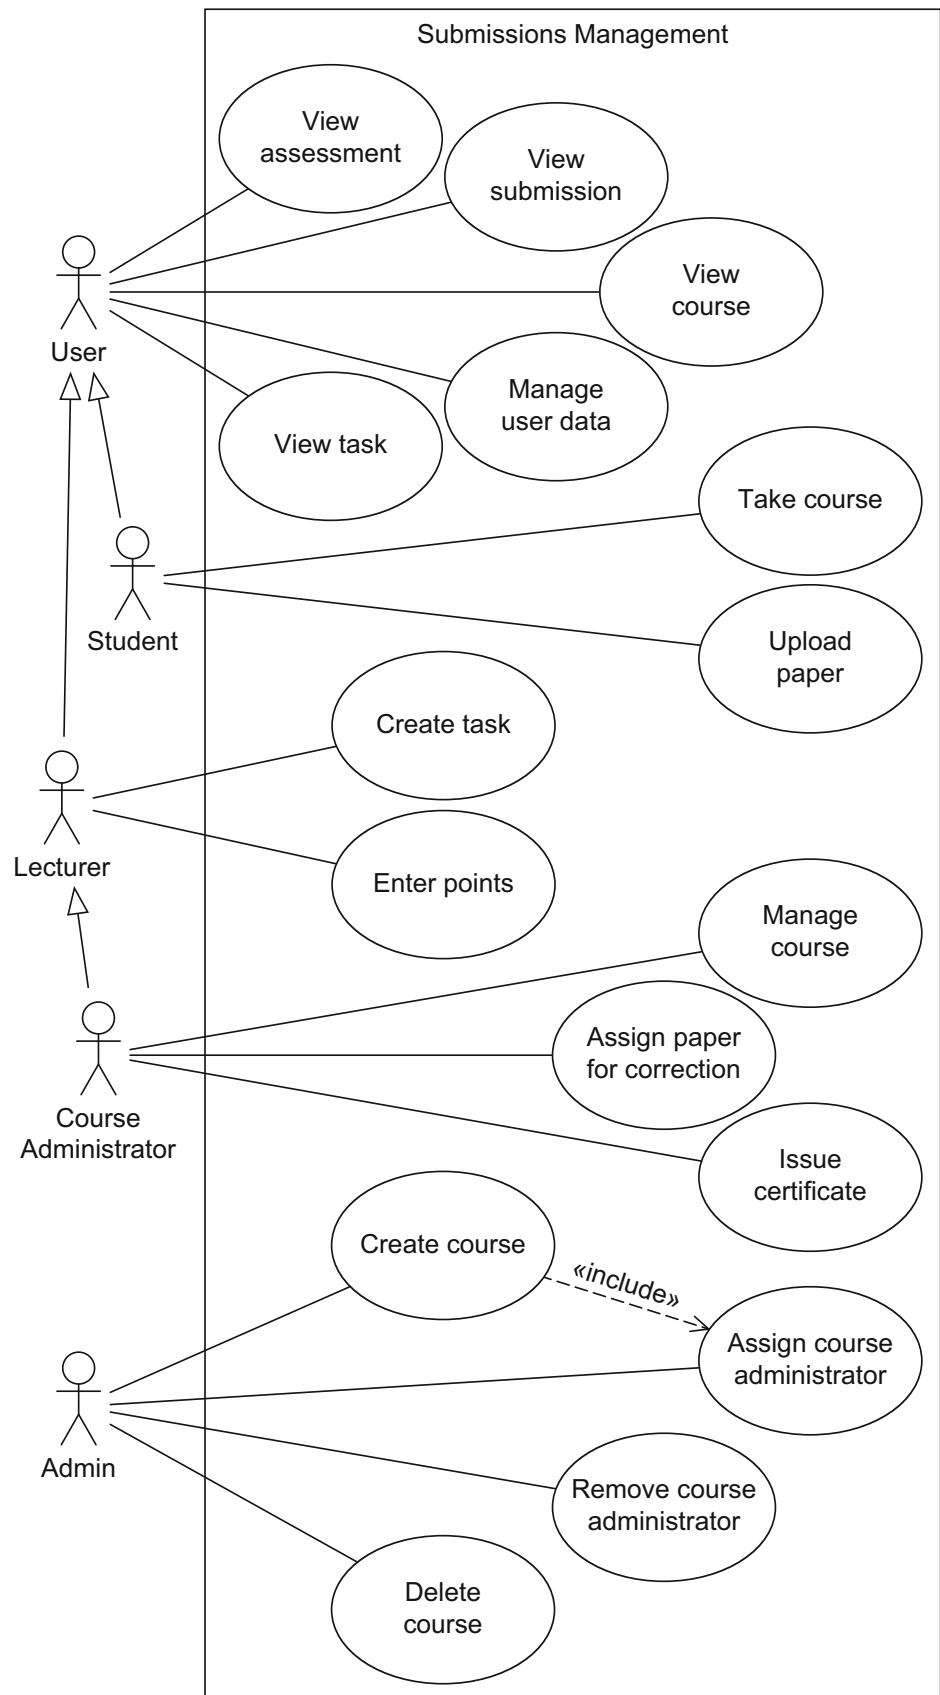 Submissions Management
View
assessment
View
submission
View
course
User
Manage
user data
View task
Take course
Student
Upload
paper
Create task
Lecturer
Enter points
Manage
course
Assign paper
for correction
Course
Administrator
Issue
certificate
Create course
«include»
Assign course
administrator
Admin
Remove course
administrator
Delete
course